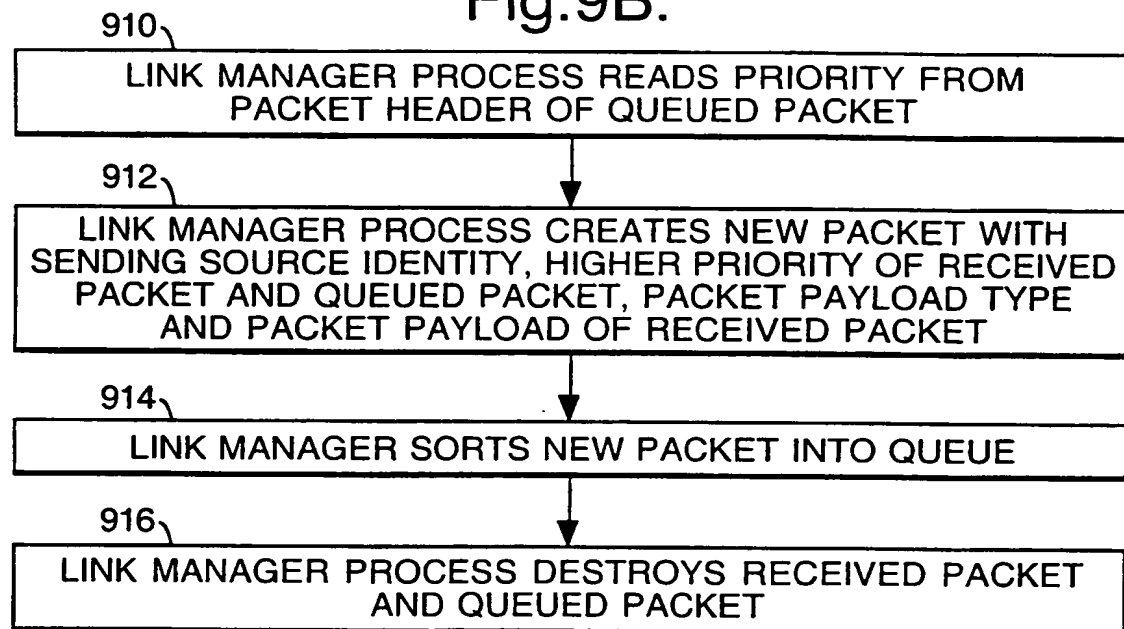 Fig.9B.
910
LINK MANAGER PROCESS READS PRIORITY FROM
PACKET HEADER OF QUEUED PACKET
912
LINK MANAGER PROCESS CREATES NEW PACKET WITH
SENDING SOURCE IDENTITY, HIGHER PRIORITY OF RECEIVED
PACKET AND QUEUED PACKET, PACKET PAYLOAD TYPE
AND PACKET PAYLOAD OF RECEIVED PACKET
914
LINK MANAGER SORTS NEW PACKET INTO QUEUE
916
LINK MANAGER PROCESS DESTROYS RECEIVED PACKET
AND QUEUED PACKET